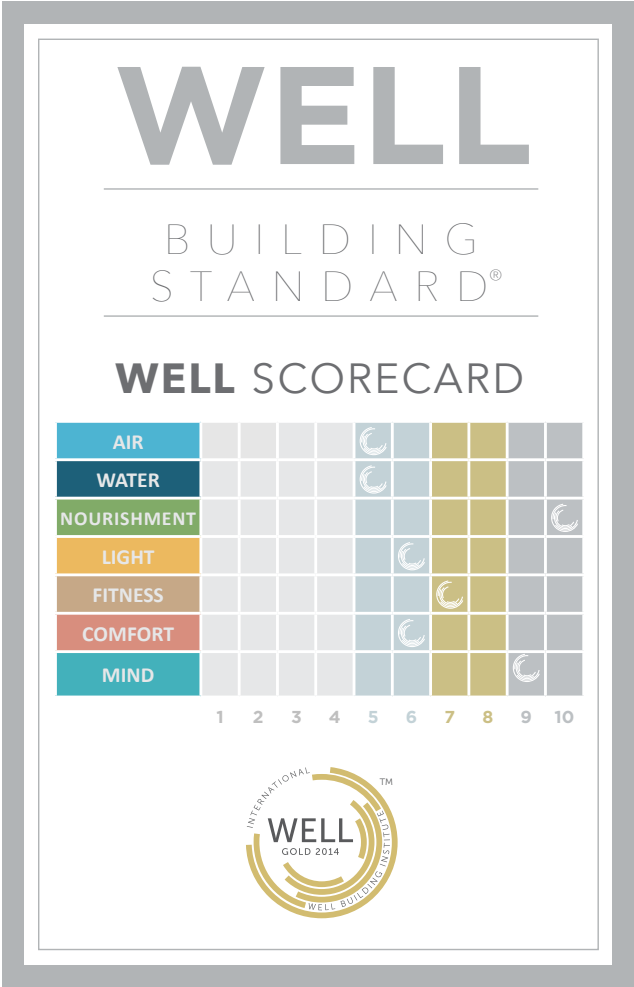 WELL
BUILDING
STANDARD®
WELL SCORECARD
AIR
WATER
NOURISHMENT
LIGHT
FITNESS
COMFORT
MIND
1 2 3 4 5 6 7 8 9 10
INTERNATIONAL
TM
WELL
GOLD 2014
WELL BUILDING INSTITUTE